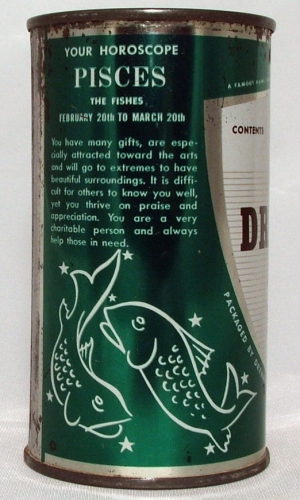 YOUR HOROSCOPE
PISCES
THE FISHES
FEBRUARY 20th TO MARCH 20th
You have many gifts, are espe-
cially attracted toward the arts
and will go to extremes to have
beautiful surroundings. It is diffi-
cult for others to know you well,
yet you thrive on praise and
appreciation. You are a very
charitable person and always
help those in need.
A FAMOUS
CONTENTS
DR
PACKAGED BY